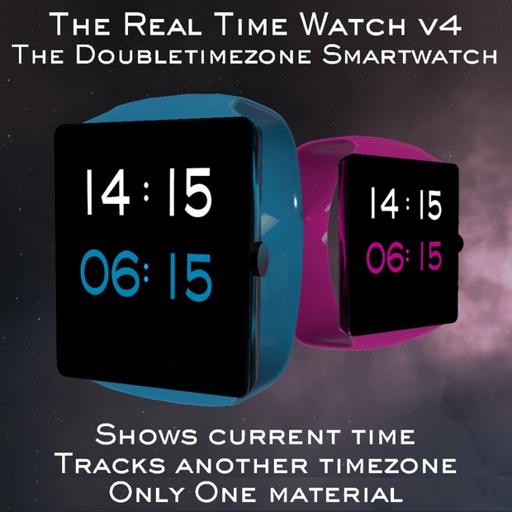 The Real Time Watch v4
The Doubletimezone Smartwatch
14:15
06:15
14:15
06:15
Shows current time
Tracks another timezone
Only One material